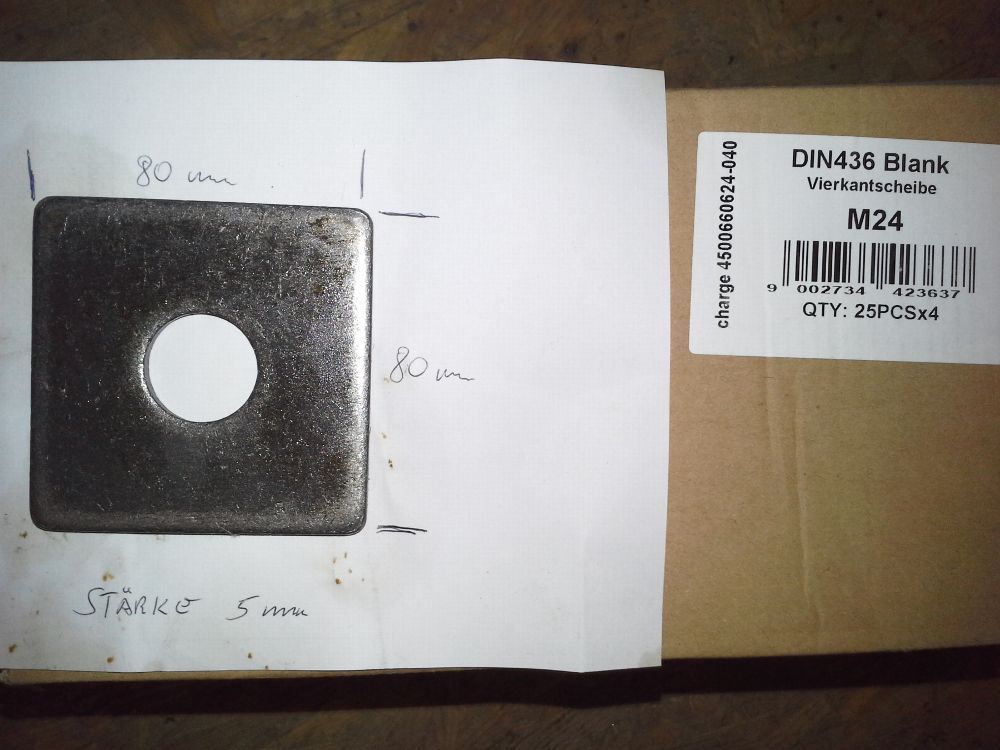 80 mm
80 mm
STÄRKE 5 mm
charge 4500660624-040
DIN436 Blank
Vierkantscheibe
M24
9 002734 423637
QTY: 25PCSx4